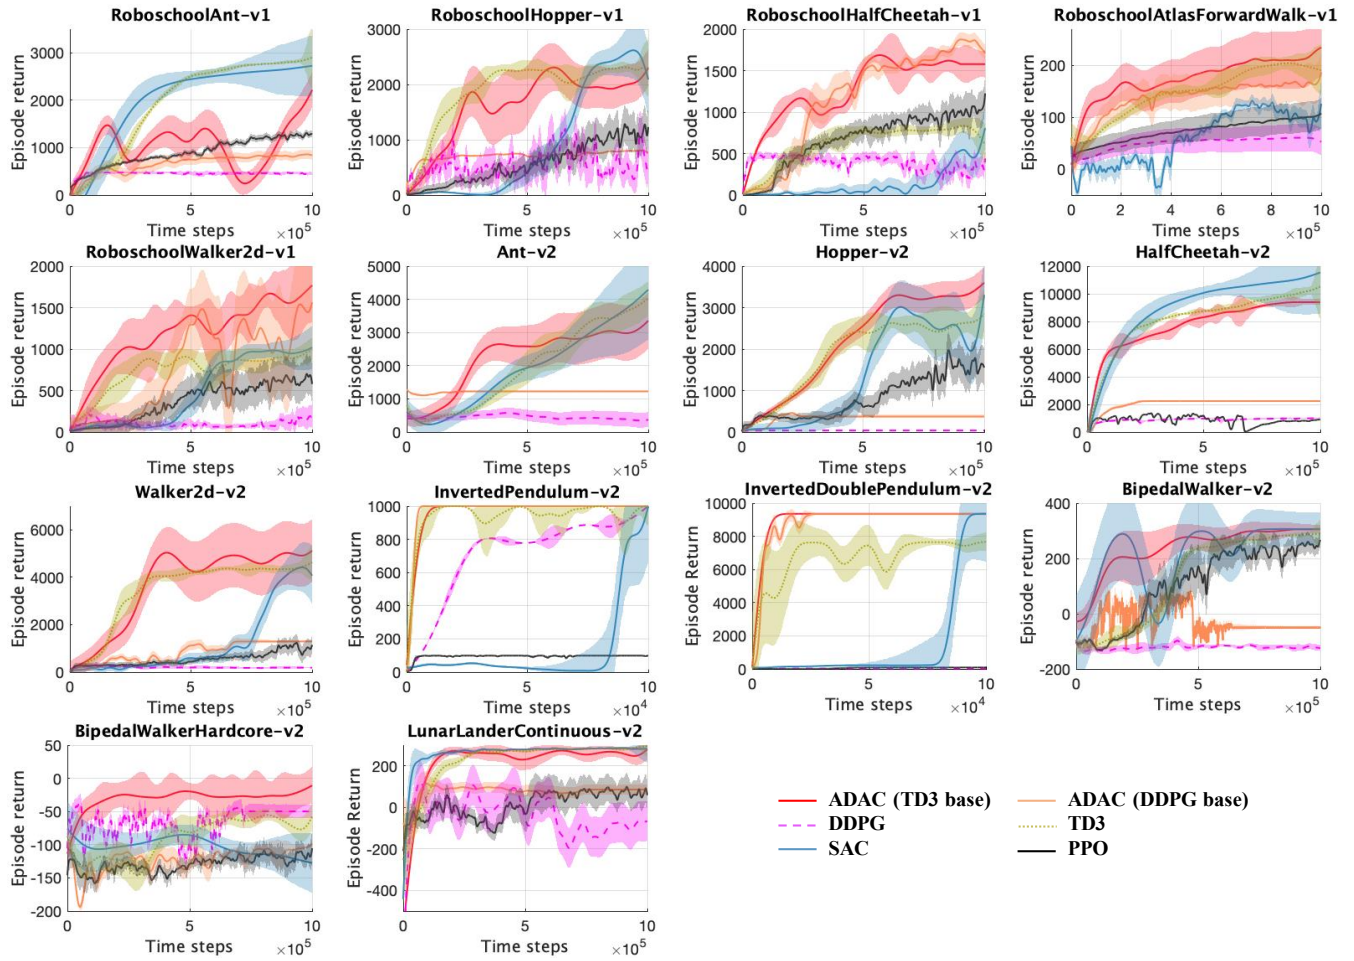 RoboschoolAnt-v1
3000
2000
1000
0
0 5 10
Episode return
Time steps ×10^5
RoboschoolHopper-v1
3000
2000
1000
0
0 5 10
Episode return
Time steps ×10^5
RoboschoolHalfCheetah-v1
2000
1500
1000
500
0
0 5 10
Episode return
Time steps ×10^5
RoboschoolAtlasForwardWalk-v1
200
100
0
0 2 4 6 8 10
Episode return
Time steps ×10^5
RoboschoolWalker2d-v1
2000
1500
1000
500
0
0 5 10
Episode return
Time steps ×10^5
Ant-v2
5000
4000
3000
2000
1000
0
0 5 10
Episode return
Time steps ×10^5
Hopper-v2
4000
3000
2000
1000
0
0 5 10
Episode return
Time steps ×10^5
HalfCheetah-v2
12000
10000
8000
6000
4000
2000
0
0 5 10
Episode return
Time steps ×10^5
Walker2d-v2
6000
4000
2000
0
0 5 10
Episode return
Time steps ×10^5
InvertedPendulum-v2
1000
800
600
400
200
0
0 5 10
Episode return
Time steps ×10^4
InvertedDoublePendulum-v2
10000
8000
6000
4000
2000
0
0 5 10
Episode Return
Time steps ×10^4
BipedalWalker-v2
400
200
0
-200
0 5 10
Episode return
Time steps ×10^5
BipedalWalkerHardcore-v2
50
0
-50
-100
-150
-200
0 5 10
Episode return
Time steps ×10^5
LunarLanderContinuous-v2
200
0
-200
-400
0 5 10
Episode Return
Time steps ×10^5
ADAC (TD3 base) ADAC (DDPG base)
DDPG TD3
SAC PPO